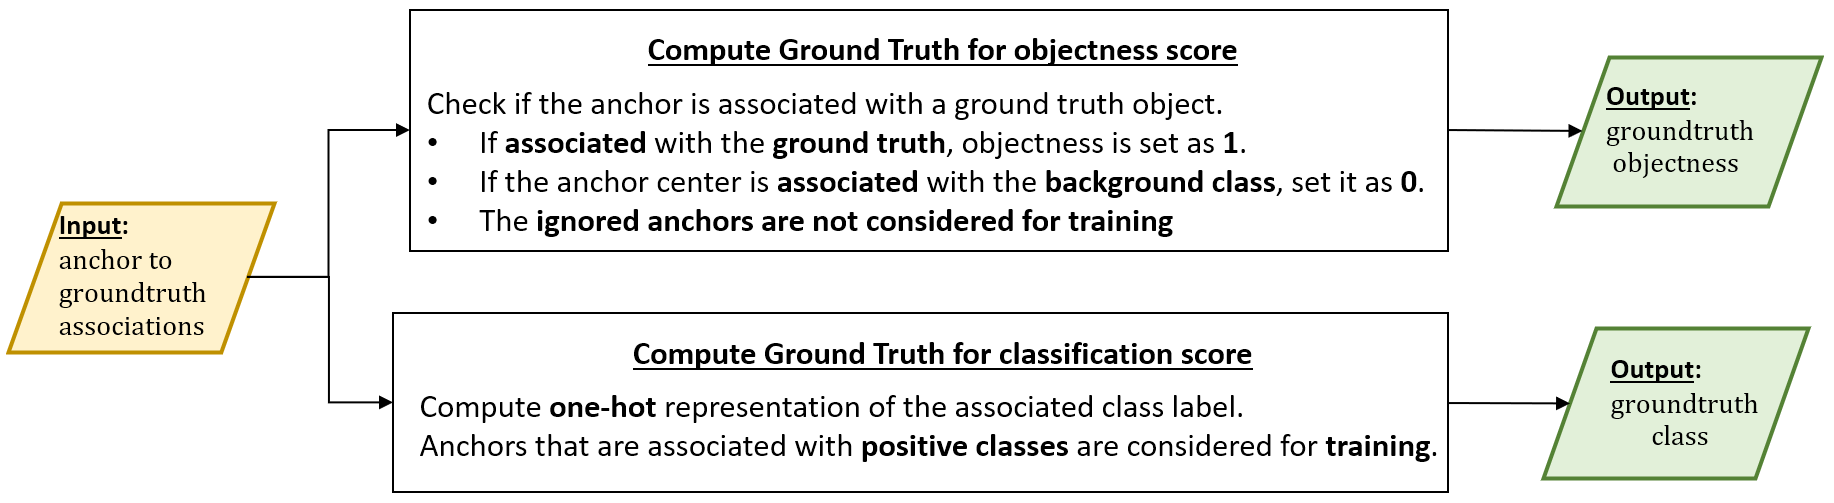 Input:
anchor to
groundtruth
associations
Compute Ground Truth for objectness score
Check if the anchor is associated with a ground truth object.
• If associated with the ground truth, objectness is set as 1.
• If the anchor center is associated with the background class, set it as 0.
• The ignored anchors are not considered for training
Output:
groundtruth
objectness
Compute Ground Truth for classification score
Compute one-hot representation of the associated class label.
Anchors that are associated with positive classes are considered for training.
Output:
groundtruth
class